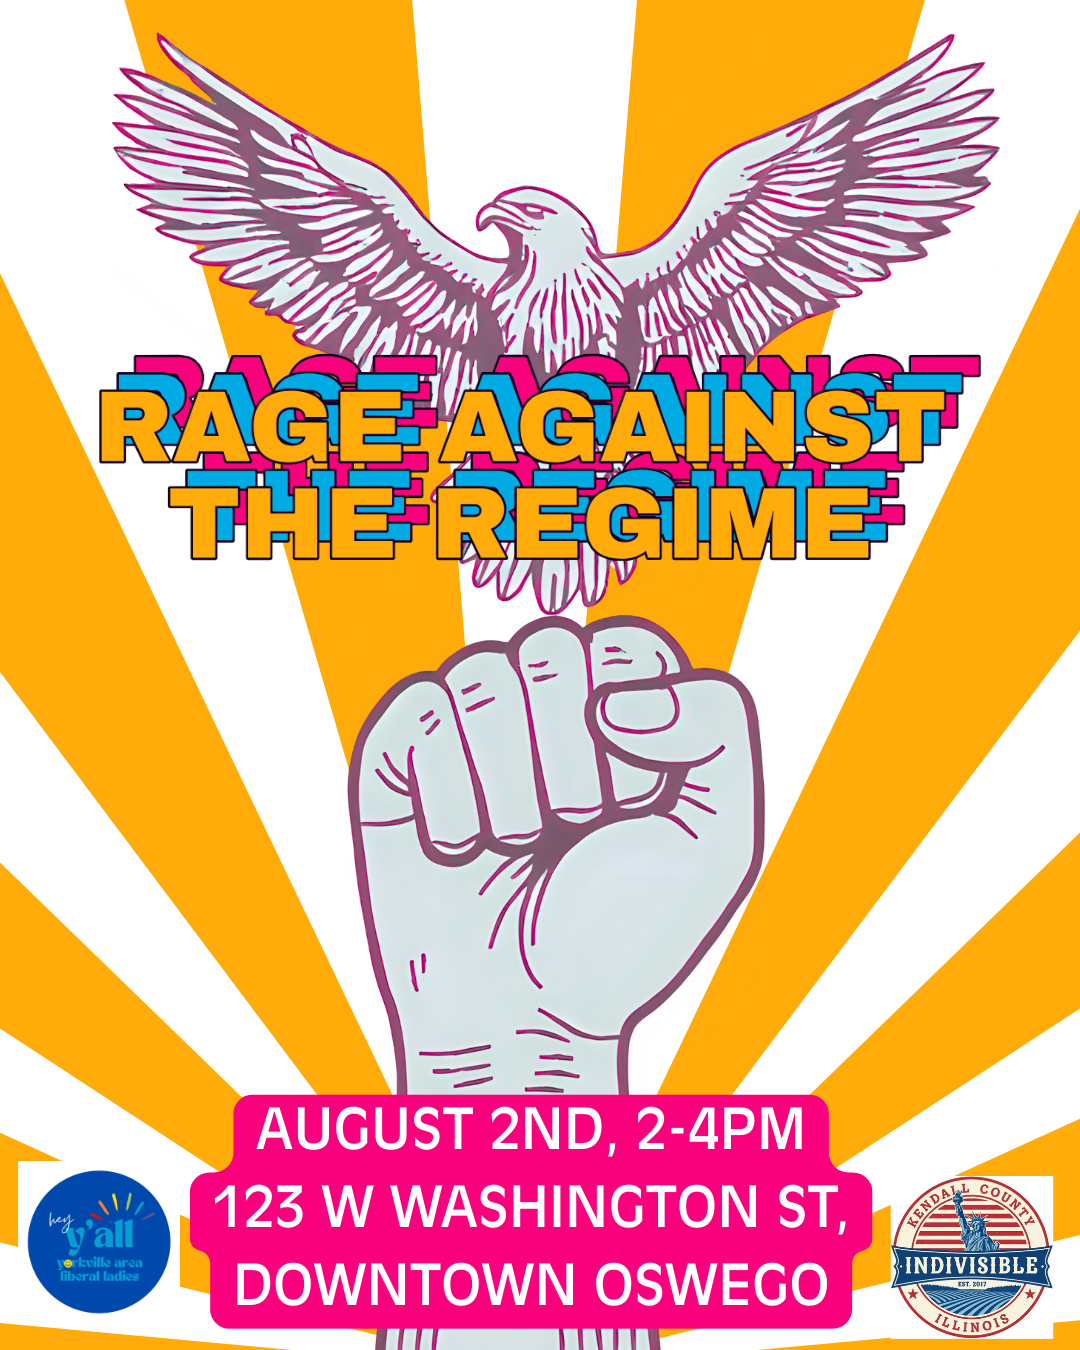 RAGE AGAINST
THE REGIME
AUGUST 2ND, 2-4PM
123 W WASHINGTON ST,
DOWNTOWN OSWEGO
hey
y'all
yorkville area
liberal ladies
KENDALL COUNTY
INDIVISIBLE
EST. 2017
ILLINOIS